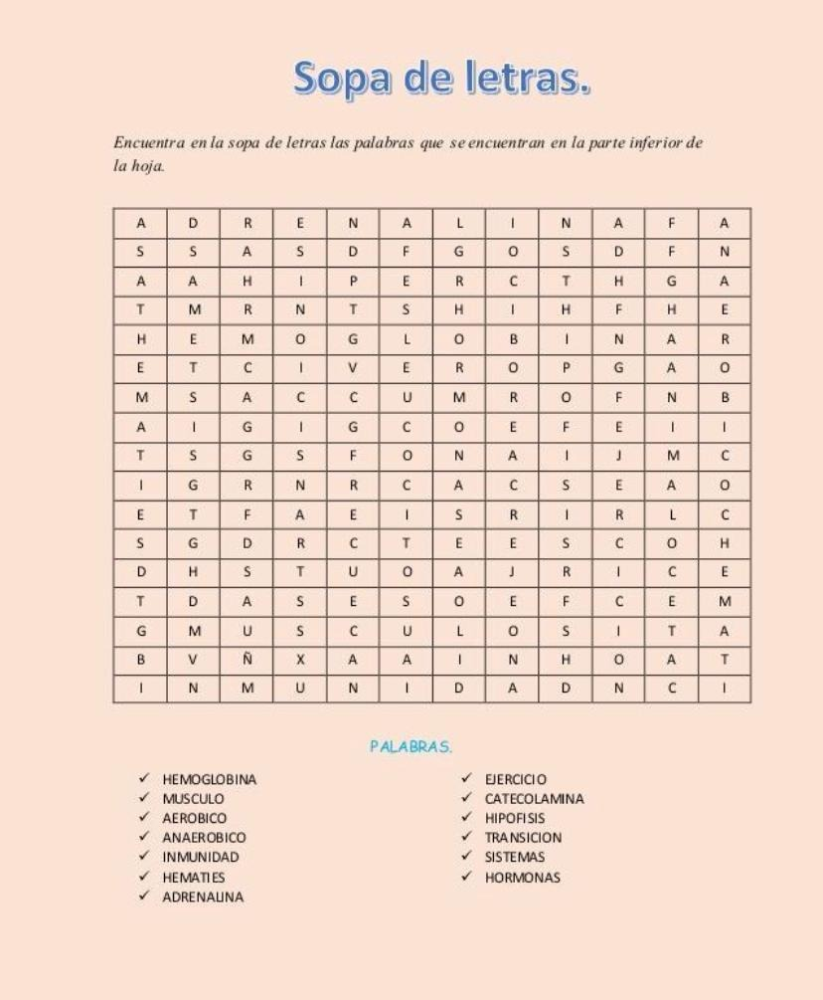 Sopa de letras.
Encuentra en la sopa de letras las palabras que se encuentran en la parte inferior de
la hoja.
A D R E N A L I N A F A
S S A S D F G O S D F N
A A H I P E R C T H G A
T M R N T S H I H F H E
H E M O G L O B I N A R
E T C I V E R O P G A O
M S A C C U M R O F N B
A I G I G C O E F E I I
T S G S F O N A I J M C
I G R N R C A C S E A O
E T F A E I S R I R L C
S G D R C T E E S C O H
D H S T U O A J R I C E
T D A S E S O E F C E M
G M U S C U L O S I T A
B V Ñ X A A I N H O A T
I N M U N I D A D N C I
PALABRAS.
✓ HEMOGLOBINA
✓ MUSCULO
✓ AEROBICO
✓ ANAEROBICO
✓ INMUNIDAD
✓ HEMATIES
✓ ADRENALINA
✓ EJERCICIO
✓ CATECOLAMINA
✓ HIPOFISIS
✓ TRANSICION
✓ SISTEMAS
✓ HORMONAS